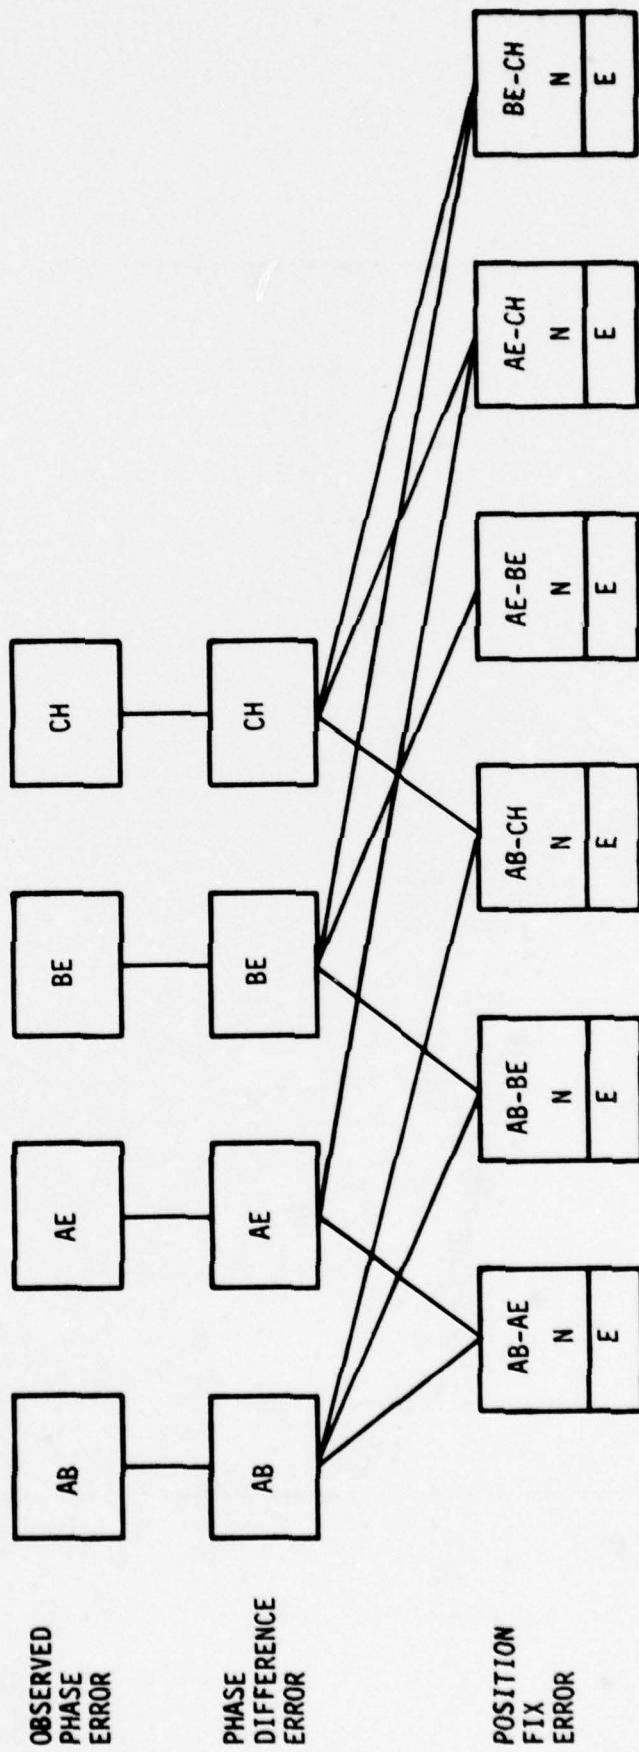 OBSERVED
PHASE
ERROR
AB
AE
BE
CH
PHASE
DIFFERENCE
ERROR
AB
AE
BE
CH
POSITION
FIX
ERROR
AB-AE
N
E
AB-BE
N
E
AB-CH
N
E
AE-BE
N
E
AE-CH
N
E
BE-CH
N
E